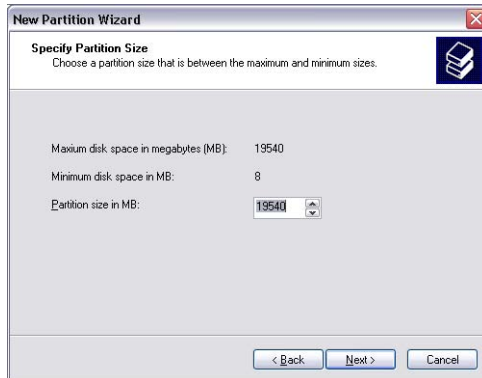 New Partition Wizard
Specify Partition Size
Choose a partition size that is between the maximum and minimum sizes.
Maxium disk space in megabytes (MB): 19540
Minimum disk space in MB: 8
Partition size in MB: 19540
< Back Next > Cancel